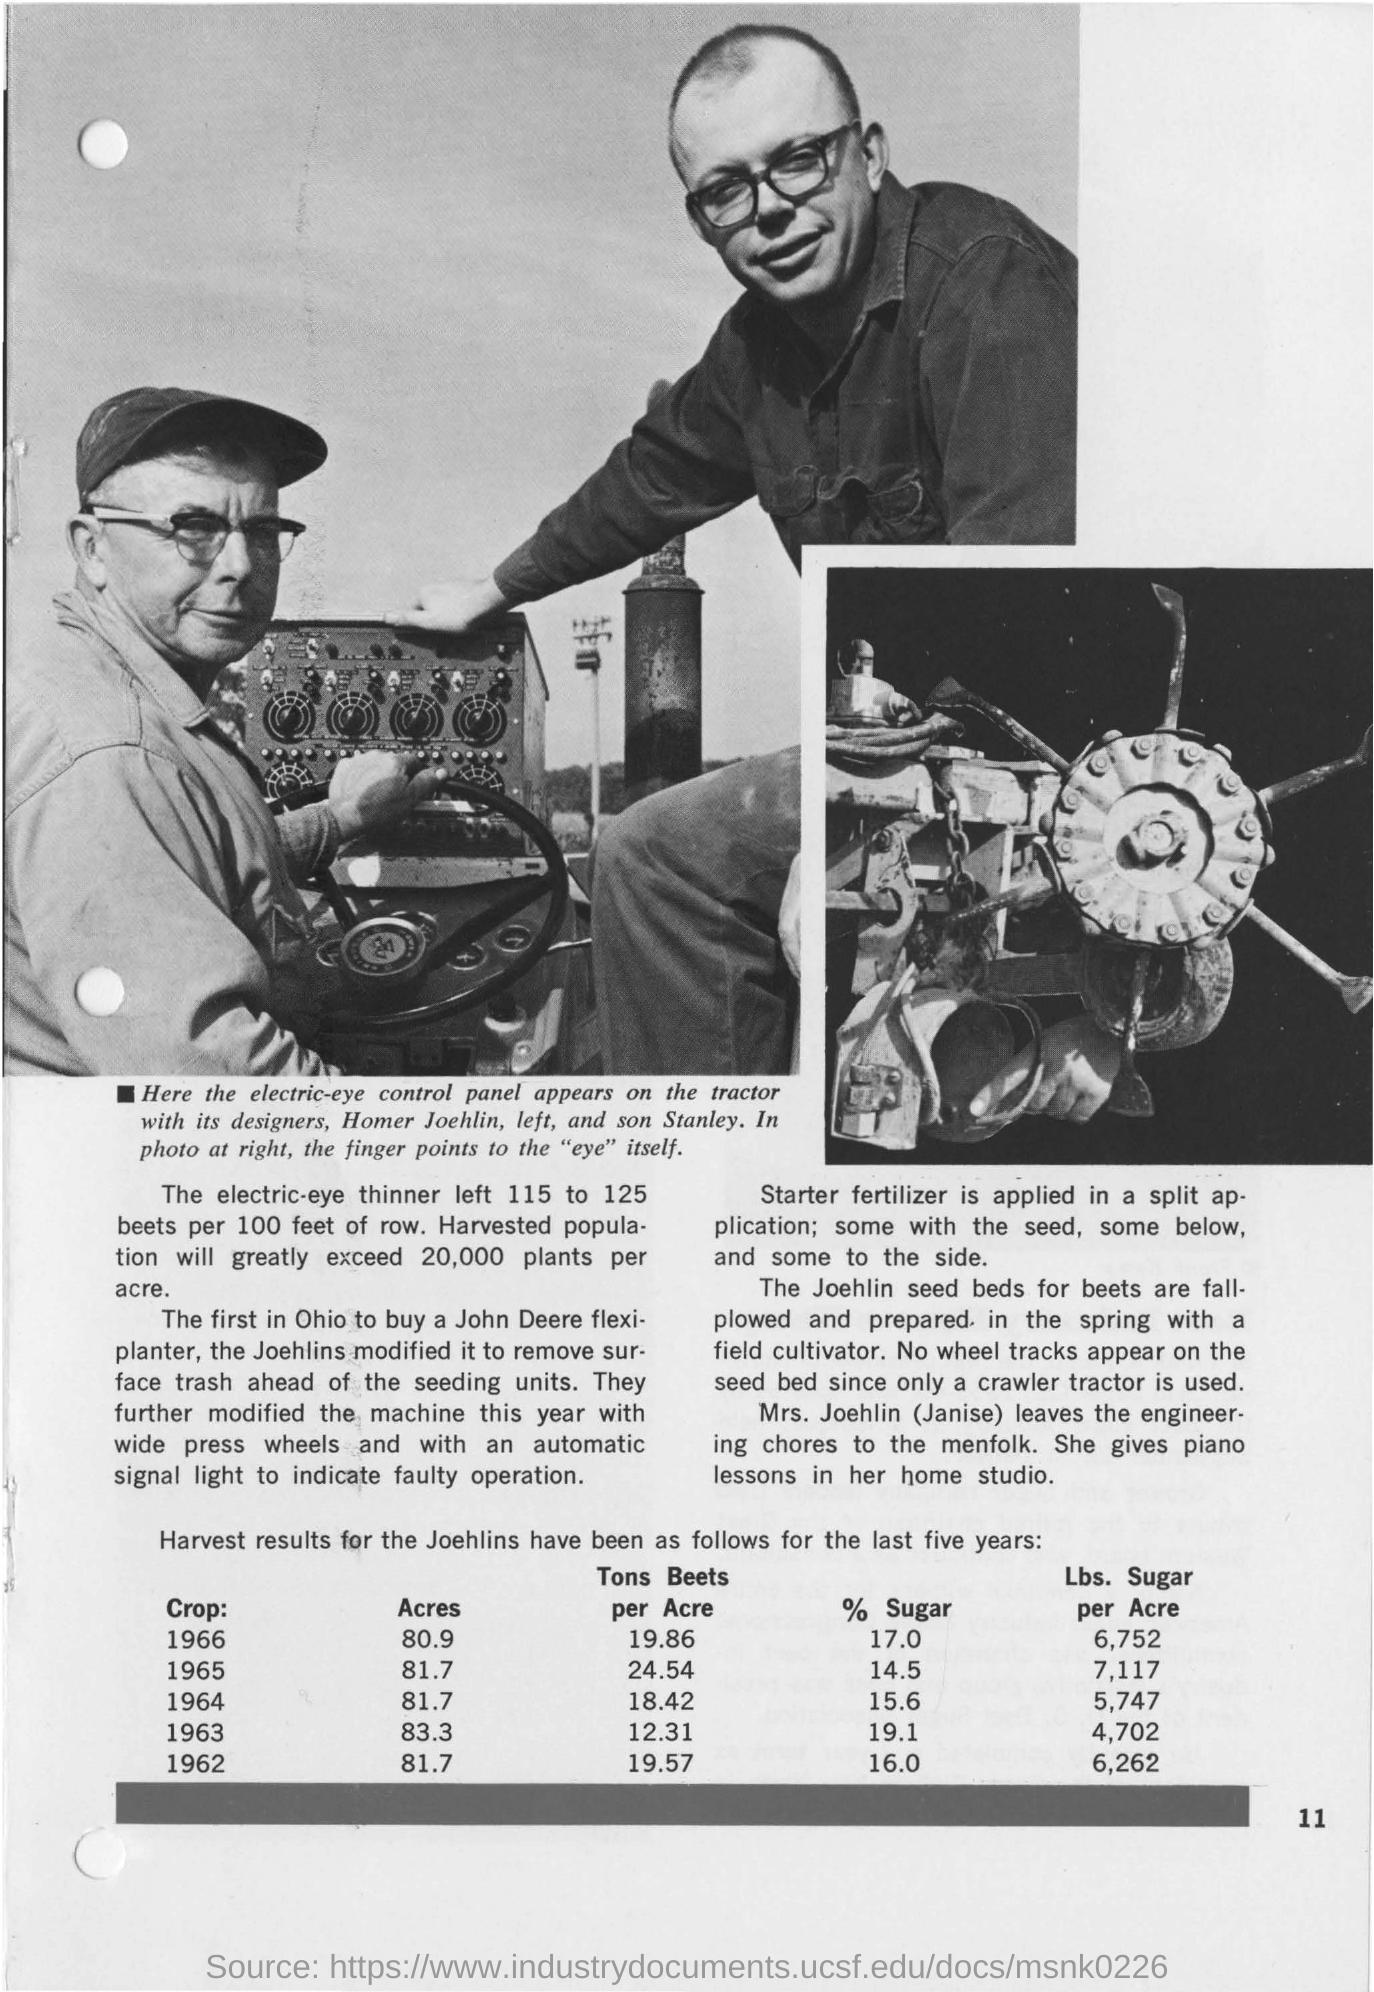 ■ Here the electric-eye control panel appears on the tractor
with its designers, Homer Joehlin, left, and son Stanley. In
photo at right, the finger points to the "eye" itself.
The electric-eye thinner left 115 to 125
beets per 100 feet of row. Harvested popula-
tion will greatly exceed 20,000 plants per
acre.
The first in Ohio to buy a John Deere flexi-
planter, the Joehlins modified it to remove sur-
face trash ahead of the seeding units. They
further modified the machine this year with
wide press wheels and with an automatic
signal light to indicate faulty operation.
Starter fertilizer is applied in a split ap-
plication; some with the seed, some below,
and some to the side.
The Joehlin seed beds for beets are fall-
plowed and prepared in the spring with a
field cultivator. No wheel tracks appear on the
seed bed since only a crawler tractor is used.
Mrs. Joehlin (Janise) leaves the engineer-
ing chores to the menfolk. She gives piano
lessons in her home studio.
Harvest results for the Joehlins have been as follows for the last five years:
Tons Beets Lbs. Sugar
Crop: Acres per Acre % Sugar per Acre
1966 80.9 19.86 17.0 6,752
1965 81.7 24.54 14.5 7,117
1964 81.7 18.42 15.6 5,747
1963 83.3 12.31 19.1 4,702
1962 81.7 19.57 16.0 6,262
11
Source: https://www.industrydocuments.ucsf.edu/docs/msnk0226